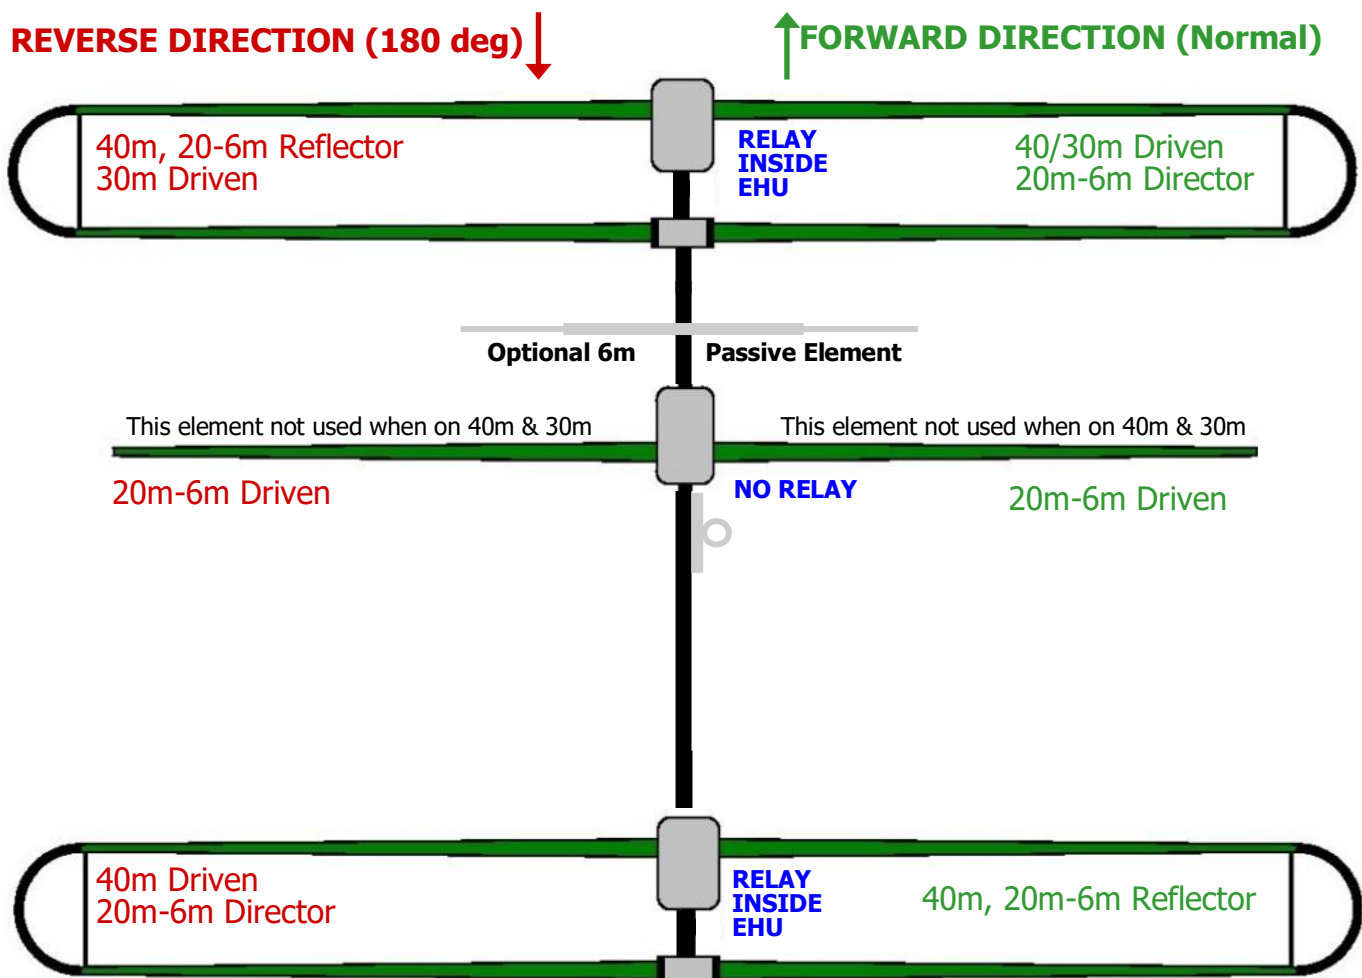 REVERSE DIRECTION (180 deg)
FORWARD DIRECTION (Normal)
40m, 20-6m Reflector
30m Driven
RELAY
INSIDE
EHU
40/30m Driven
20m-6m Director
Optional 6m Passive Element
This element not used when on 40m & 30m
This element not used when on 40m & 30m
20m-6m Driven
NO RELAY
20m-6m Driven
40m Driven
20m-6m Director
RELAY
INSIDE
EHU
40m, 20m-6m Reflector